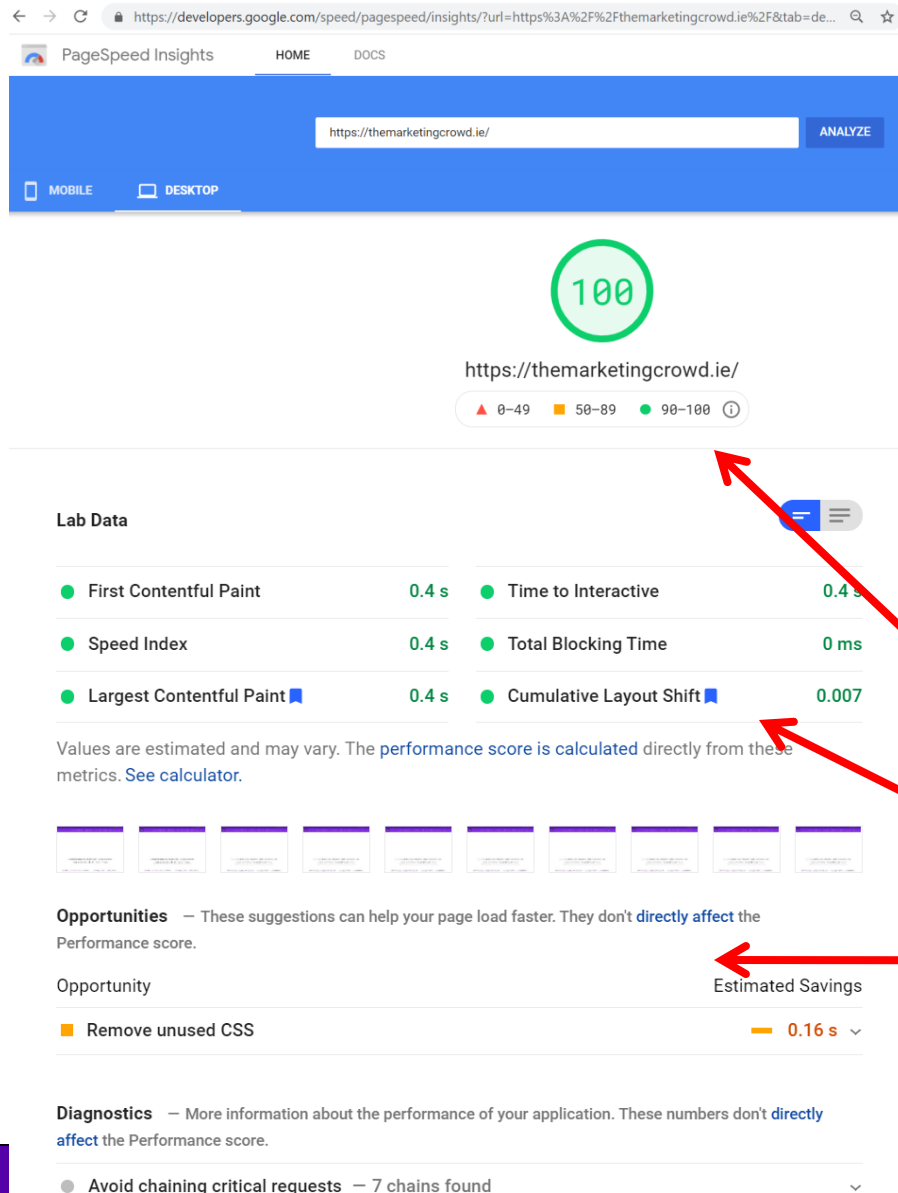 https://developers.google.com/speed/pagespeed/insights/?url=https%3A%2F%2Fthemarketingcrowd.ie%2F&tab=de...
PageSpeed Insights HOME DOCS
https://themarketingcrowd.ie/ ANALYZE
MOBILE DESKTOP
100
https://themarketingcrowd.ie/
0–49 50–89 90–100
Lab Data
First Contentful Paint 0.4 s Time to Interactive 0.4 s
Speed Index 0.4 s Total Blocking Time 0 ms
Largest Contentful Paint 0.4 s Cumulative Layout Shift 0.007
Values are estimated and may vary. The performance score is calculated directly from these
metrics. See calculator.
Opportunities — These suggestions can help your page load faster. They don't directly affect the
Performance score.
Opportunity Estimated Savings
Remove unused CSS 0.16 s
Diagnostics — More information about the performance of your application. These numbers don't directly
affect the Performance score.
Avoid chaining critical requests — 7 chains found